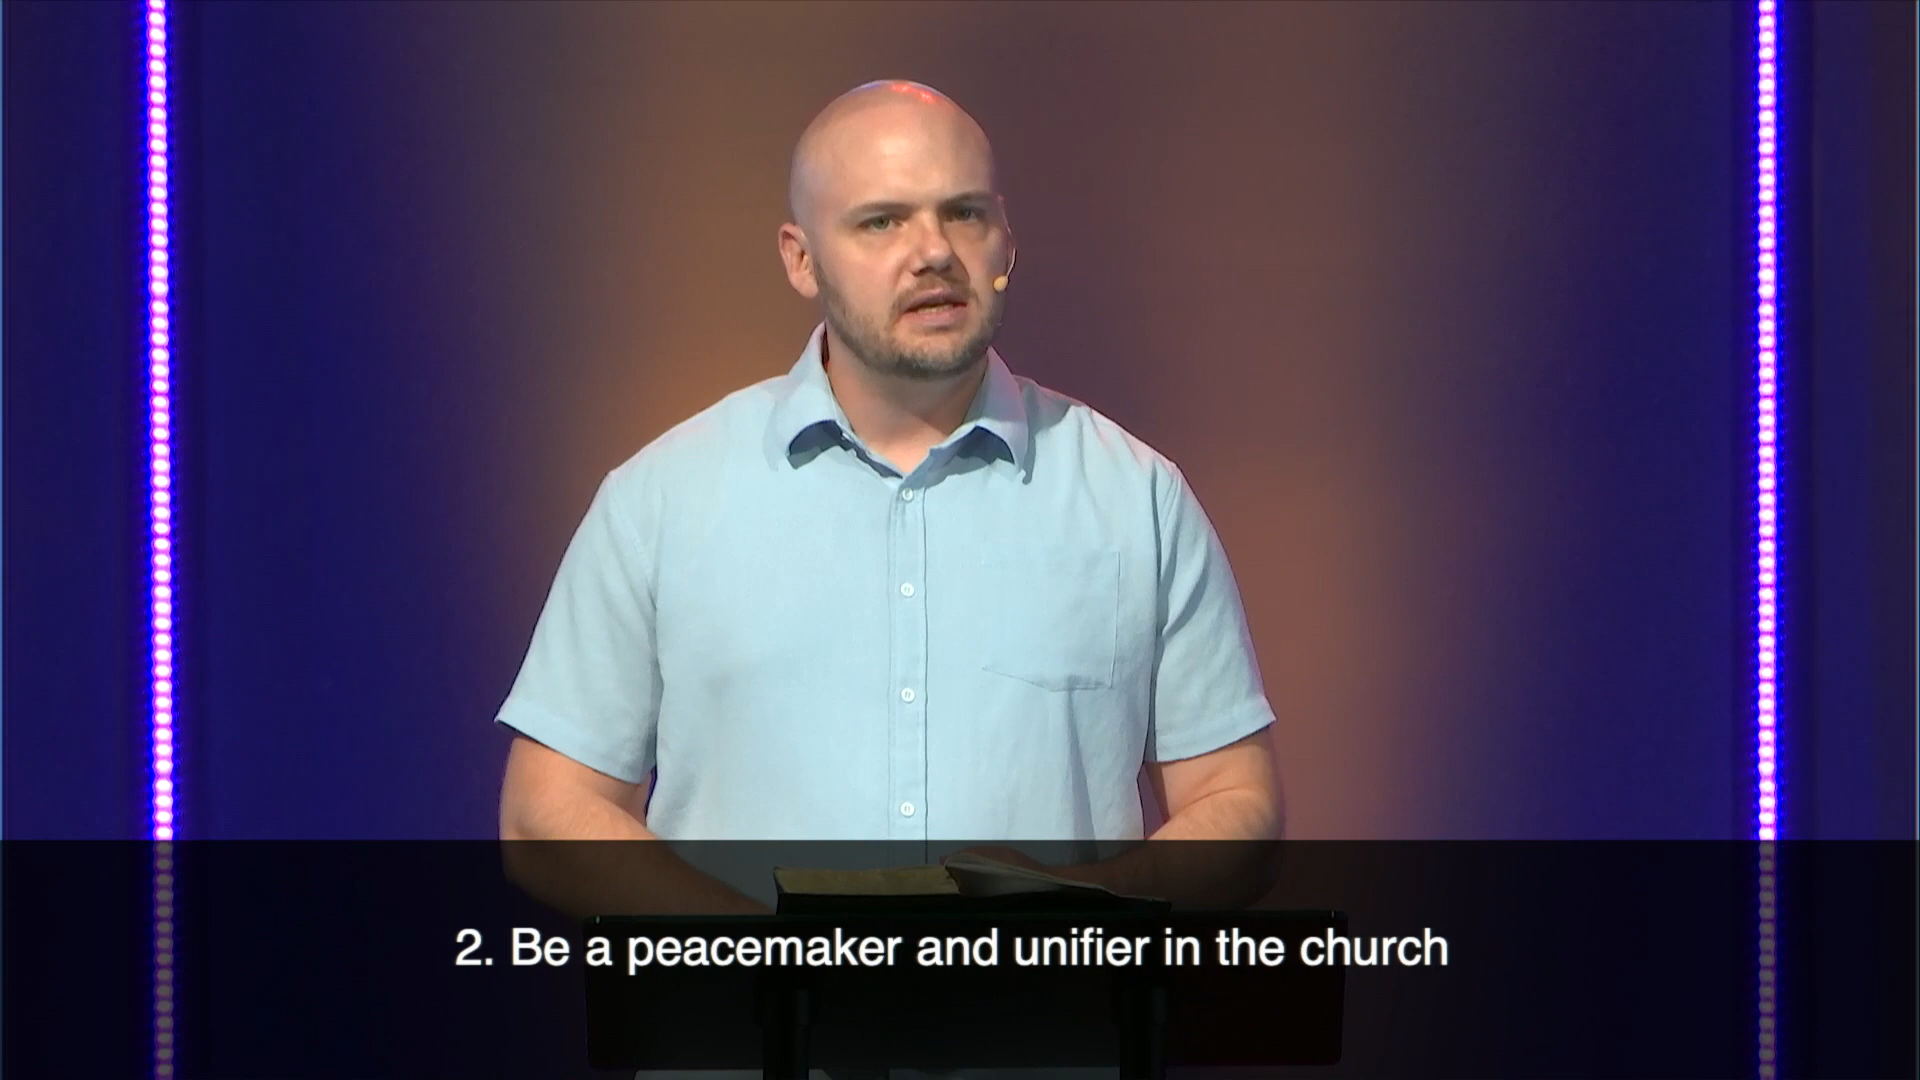 2. Be a peacemaker and unifier in the church